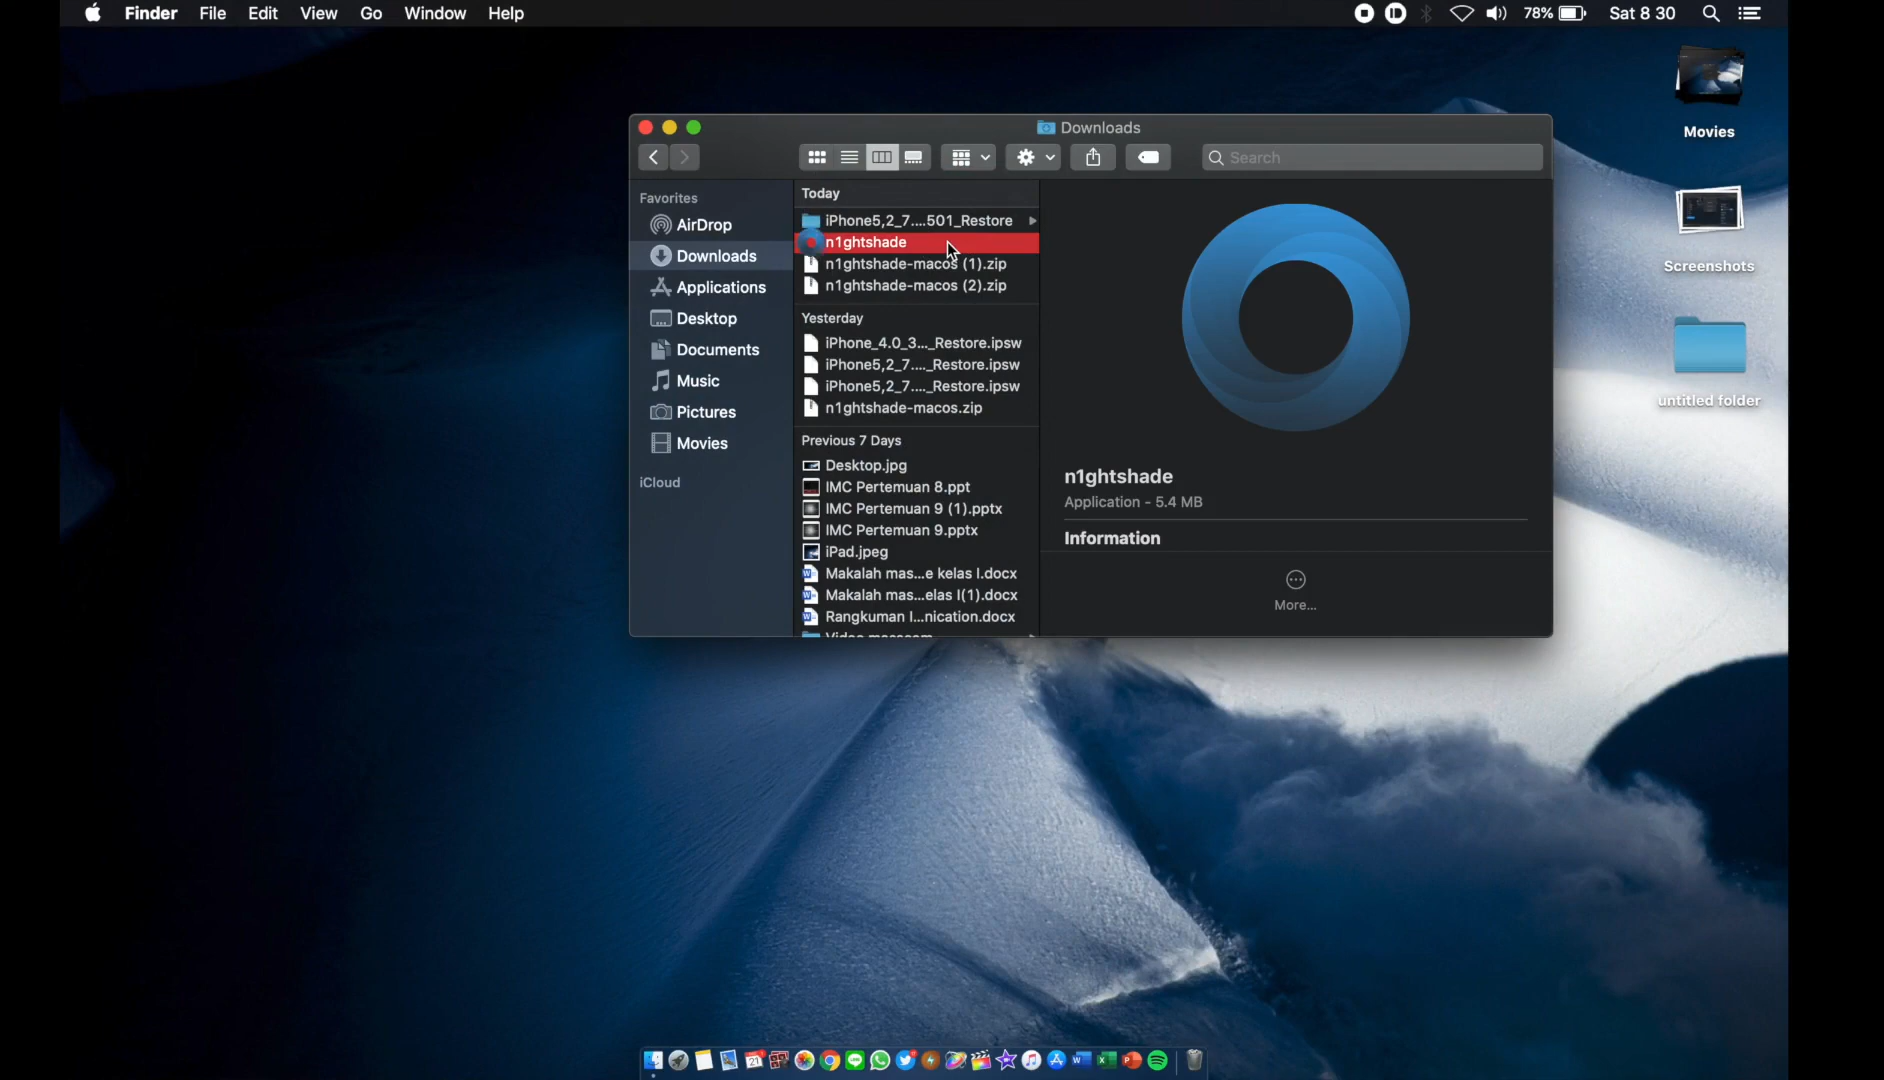 Finder File Edit View Go Window Help
78% Sat 8 30
Downloads
Search
Favorites
AirDrop
Downloads
Applications
Desktop
Documents
Music
Pictures
Movies
iCloud
Today
iPhone5,2_7....501_Restore
n1ghtshade
n1ghtshade-macos (1).zip
n1ghtshade-macos (2).zip
Yesterday
iPhone_4.0_3..._Restore.ipsw
iPhone5,2_7...._Restore.ipsw
iPhone5,2_7...._Restore.ipsw
n1ghtshade-macos.zip
Previous 7 Days
Desktop.jpg
IMC Pertemuan 8.ppt
IMC Pertemuan 9 (1).pptx
IMC Pertemuan 9.pptx
iPad.jpeg
Makalah mas...e kelas I.docx
Makalah mas...elas I(1).docx
Rangkuman I...nication.docx
n1ghtshade
Application - 5.4 MB
Information
More...
Movies
Screenshots
untitled folder